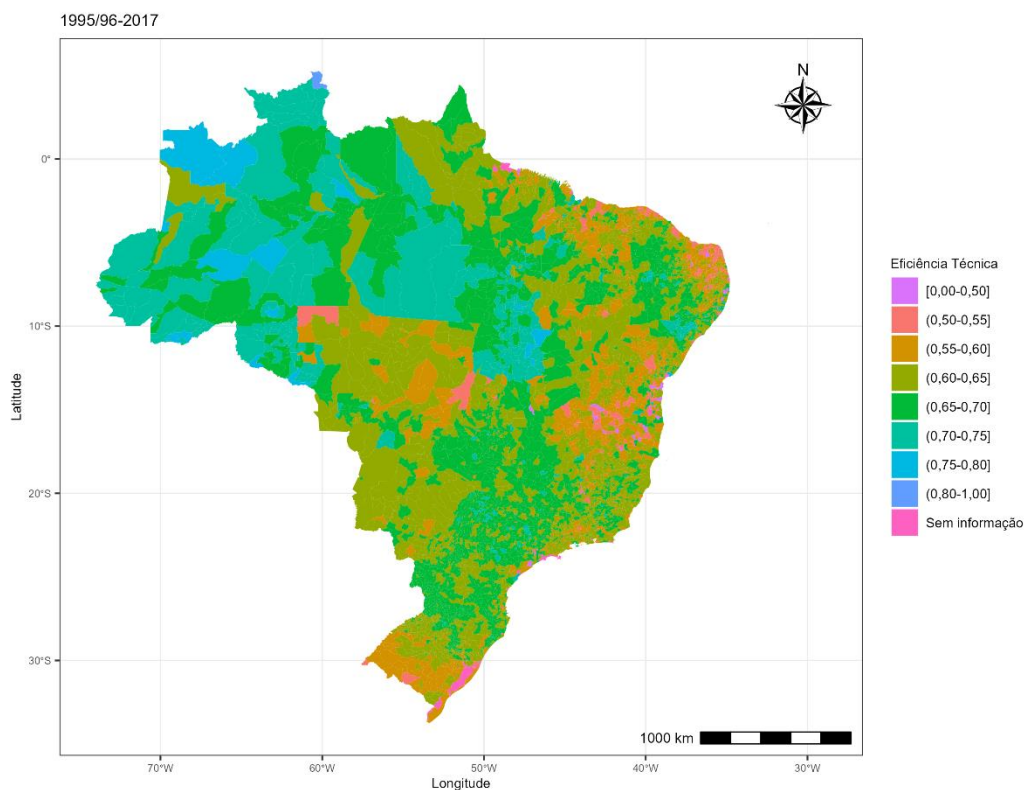 1995/96-2017
N
0°
10°S
20°S
30°S
Latitude
70°W
60°W
50°W
40°W
30°W
Longitude
1000 km
Eficiência Técnica
[0,00-0,50]
(0,50-0,55]
(0,55-0,60]
(0,60-0,65]
(0,65-0,70]
(0,70-0,75]
(0,75-0,80]
(0,80-1,00]
Sem informação